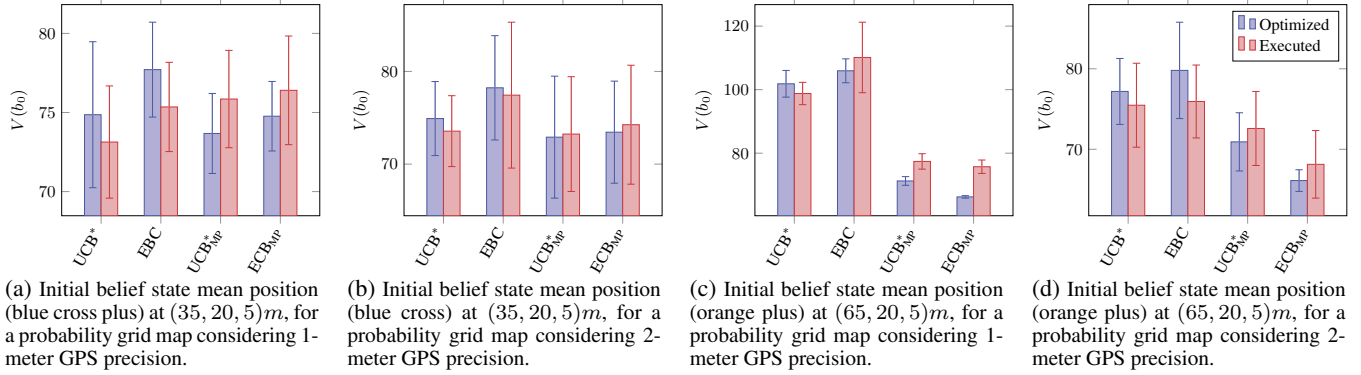 80
75
70
V(b₀)
UCB*
EBC
UCB*MP
ECBMP
80
70
V(b₀)
UCB*
EBC
UCB*MP
ECBMP
120
100
80
V(b₀)
UCB*
EBC
UCB*MP
ECBMP
Optimized
Executed
80
70
V(b₀)
UCB*
EBC
UCB*MP
ECBMP
(a) Initial belief state mean position
(blue cross plus) at (35, 20, 5)m, for
a probability grid map considering 1-
meter GPS precision.
(b) Initial belief state mean position
(blue cross) at (35, 20, 5)m, for a
probability grid map considering 2-
meter GPS precision.
(c) Initial belief state mean position
(orange plus) at (65, 20, 5)m, for a
probability grid map considering 1-
meter GPS precision.
(d) Initial belief state mean position
(orange plus) at (65, 20, 5)m, for a
probability grid map considering 2-
meter GPS precision.